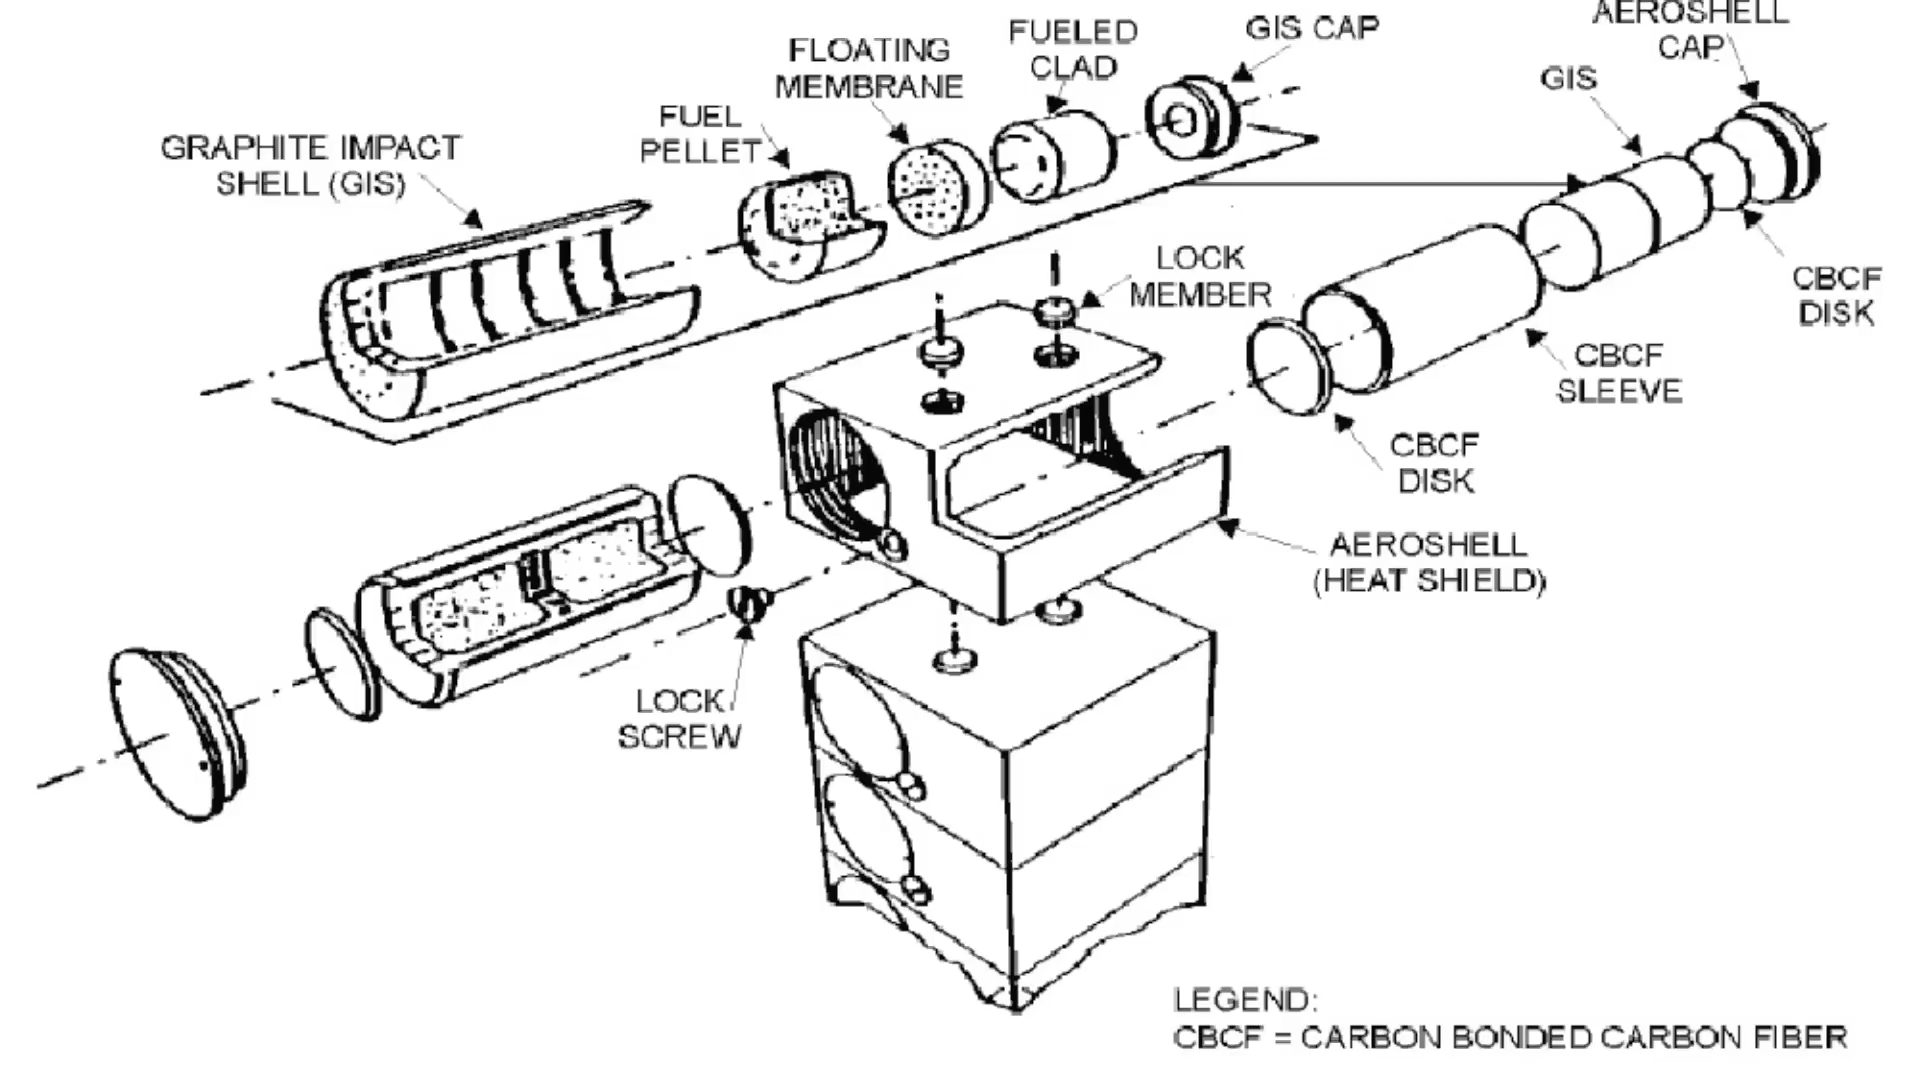 AEROSHELL
CAP
GIS CAP
FUELED
CLAD
FLOATING
MEMBRANE
GIS
FUEL
PELLET
GRAPHITE IMPACT
SHELL (GIS)
LOCK
MEMBER
CBCF
DISK
CBCF
SLEEVE
CBCF
DISK
AEROSHELL
(HEAT SHIELD)
LOCK
SCREW
LEGEND:
CBCF = CARBON BONDED CARBON FIBER